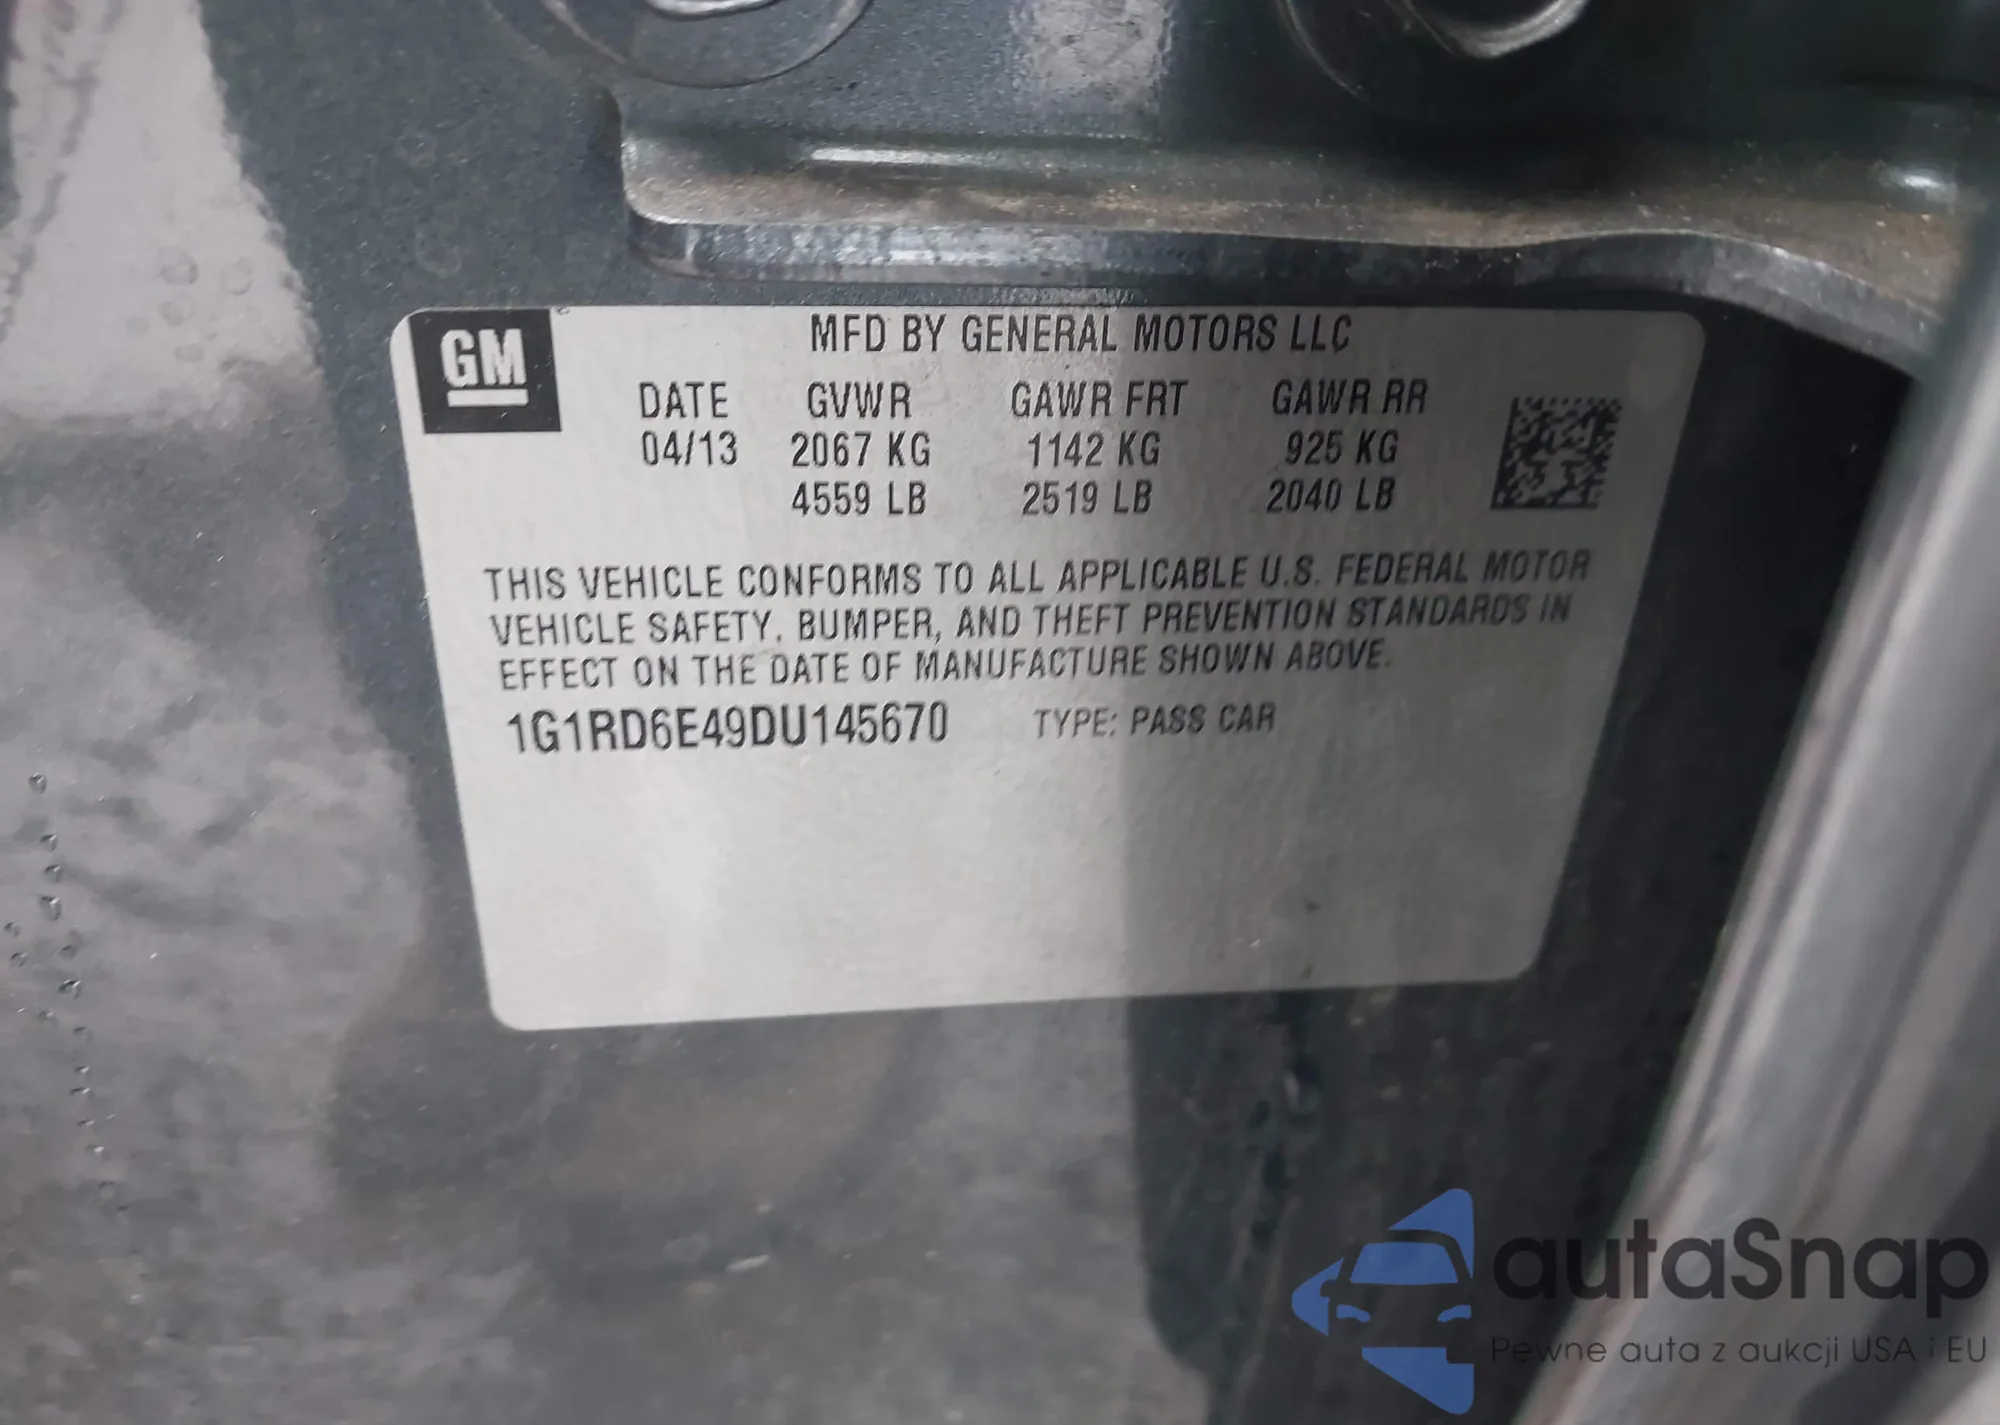 GM
MFD BY GENERAL MOTORS LLC
DATE GVWR GAWR FRT GAWR RR
04/13 2067 KG 1142 KG 925 KG
4559 LB 2519 LB 2040 LB
THIS VEHICLE CONFORMS TO ALL APPLICABLE U.S. FEDERAL MOTOR
VEHICLE SAFETY, BUMPER, AND THEFT PREVENTION STANDARDS IN
EFFECT ON THE DATE OF MANUFACTURE SHOWN ABOVE.
1G1RD6E49DU145670 TYPE: PASS CAR
autaSnap
Pewne auta z aukcji USA i EU